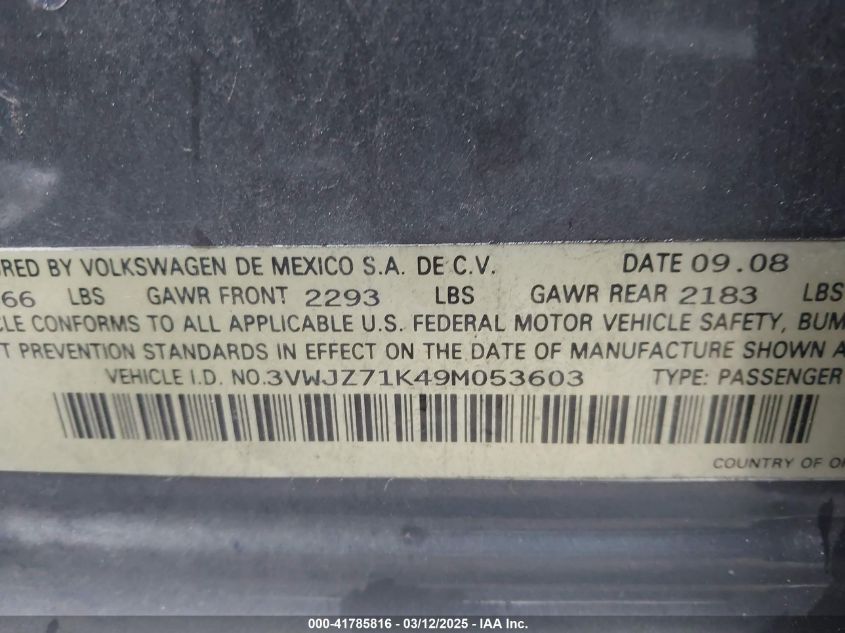 RED BY VOLKSWAGEN DE MEXICO S.A. DE C.V. DATE 09.08
66 LBS GAWR FRONT 2293 LBS GAWR REAR 2183 LBS
CLE CONFORMS TO ALL APPLICABLE U.S. FEDERAL MOTOR VEHICLE SAFETY, BUM
T PREVENTION STANDARDS IN EFFECT ON THE DATE OF MANUFACTURE SHOWN A
VEHICLE I.D. NO.3VWJZ71K49M053603 TYPE: PASSENGER
COUNTRY OF OR
000-41785816 - 03/12/2025 - IAA Inc.